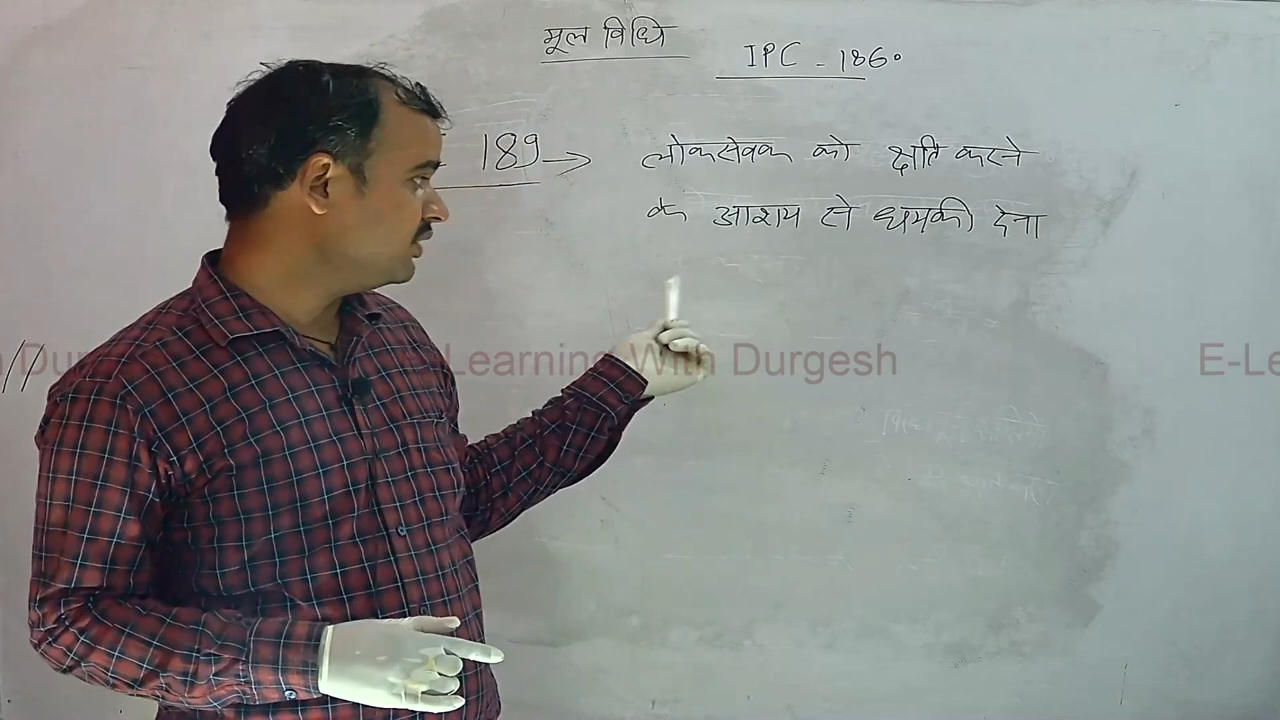 मूल विधि
IPC - 1860
189 → लोकसेवक को क्षति करने
के आशय से धमकी देना
E-Learning With Durgesh